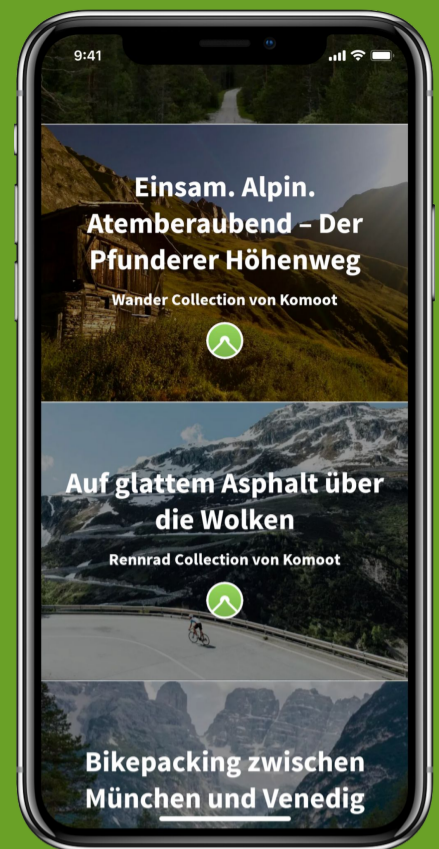 9:41
Einsam. Alpin.
Atemberaubend – Der
Pfunderer Höhenweg
Wander Collection von Komoot
Auf glattem Asphalt über
die Wolken
Rennrad Collection von Komoot
Bikepacking zwischen
München und Venedig